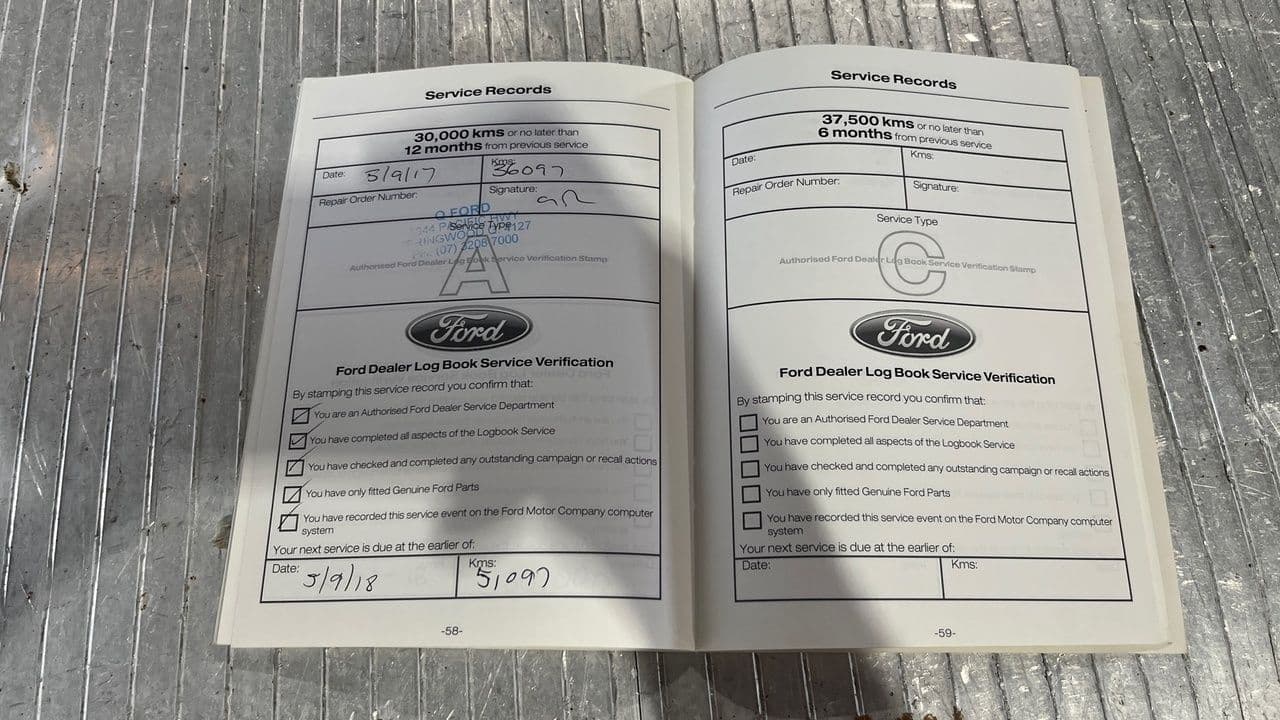 Service Records
30,000 kms or no later than
12 months from previous service
Date: 5/9/17
Kms: 36097
Repair Order Number:
Signature:
Q FORD
PACIFIC HWY
Service Type
(07) 3208 7000
Authorised Ford Dealer Log Book Service Verification Stamp
A
Ford
Ford Dealer Log Book Service Verification
By stamping this service record you confirm that:
You are an Authorised Ford Dealer Service Department
You have completed all aspects of the Logbook Service
You have checked and completed any outstanding campaign or recall actions
You have only fitted Genuine Ford Parts
You have recorded this service event on the Ford Motor Company computer
system
Your next service is due at the earlier of:
Date: 5/9/18
Kms: 51,097
-58-
Service Records
37,500 kms or no later than
6 months from previous service
Date:
Kms:
Repair Order Number:
Signature:
Service Type
C
Authorised Ford Dealer Log Book Service Verification Stamp
Ford
Ford Dealer Log Book Service Verification
By stamping this service record you confirm that:
You are an Authorised Ford Dealer Service Department
You have completed all aspects of the Logbook Service
You have checked and completed any outstanding campaign or recall actions
You have only fitted Genuine Ford Parts
You have recorded this service event on the Ford Motor Company computer
system
Your next service is due at the earlier of:
Date:
Kms:
-59-